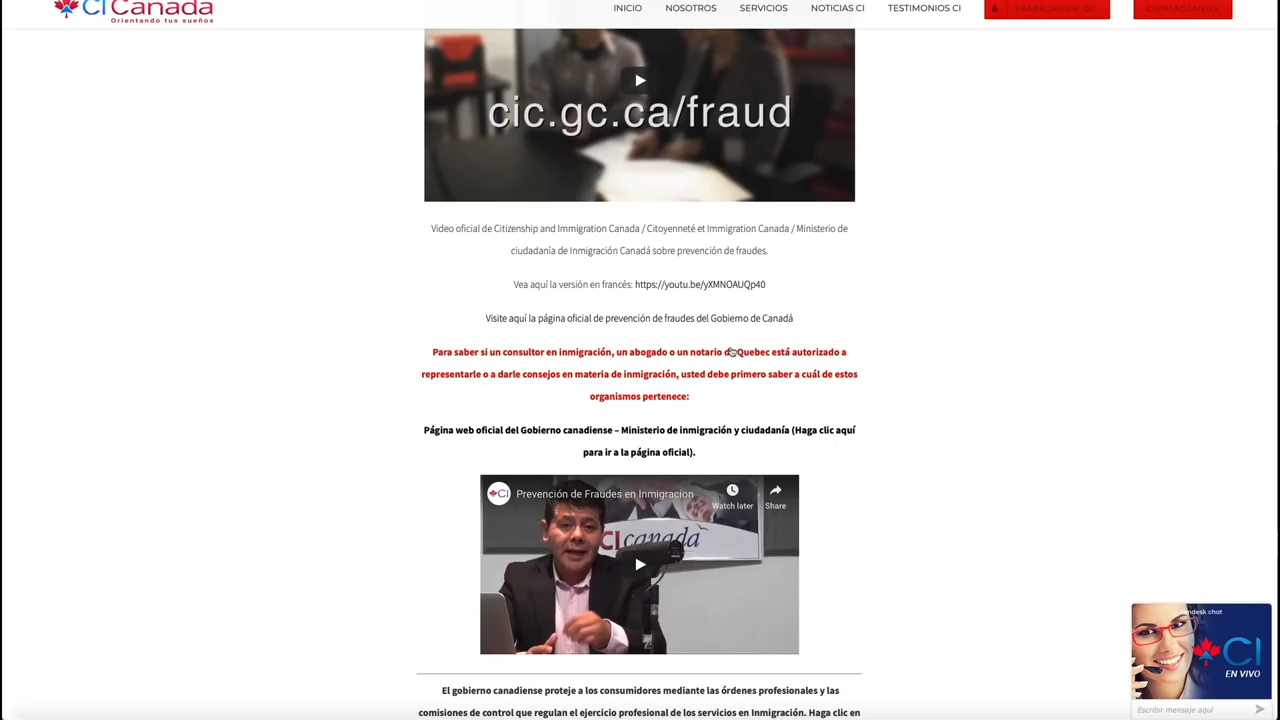 CI Canada
Orientando tus sueños
INICIO
NOSOTROS
SERVICIOS
NOTICIAS CI
TESTIMONIOS CI
TRABAJADOR QC
CONTÁCTANOS
cic.gc.ca/fraud
Video oficial de Citizenship and Immigration Canada / Citoyenneté et Immigration Canada / Ministerio de
ciudadanía de Inmigración Canadá sobre prevención de fraudes.
Vea aquí la versión en francés: https://youtu.be/yXMNOAUQp40
Visite aquí la página oficial de prevención de fraudes del Gobierno de Canadá
Para saber si un consultor en inmigración, un abogado o un notario de Quebec está autorizado a
representarle o a darle consejos en materia de inmigración, usted debe primero saber a cuál de estos
organismos pertenece:
Página web oficial del Gobierno canadiense – Ministerio de inmigración y ciudadanía (Haga clic aquí
para ir a la página oficial).
CI
Prevención de Fraudes en Inmigracion
Watch later
Share
CIcanada
El gobierno canadiense proteje a los consumidores mediante las órdenes profesionales y las
comisiones de control que regulan el ejercicio profesional de los servicios en Inmigración. Haga clic en
zendesk chat
CI
EN VIVO
Escribir mensaje aquí